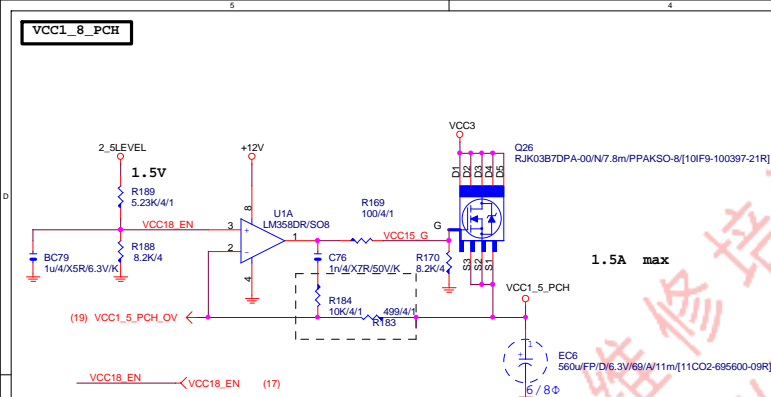 5
4
D
VCC1_8_PCH
2_5LEVEL
1.5V
R189
5.23K/4/1
VCC18_EN
BC79
1u/4/X5R/6.3V/K
R188
8.2K/4
+12V
8
3
+
2
-
1
4
U1A
LM358DR/SO8
R169
100/4/1
VCC15_G
C76
1n/4/X7R/50V/K
R184
10K/4/1
499/4/1
R183
R170
8.2K/4
VCC3
D1
D2
D3
D4
D5
G
S3
S2
S1
Q26
RJK03B7DPA-00/N/7.8m/PPAKSO-8/[10IF9-100397-21R]
1.5A max
VCC1_5_PCH
(19) VCC1_5_PCH_OV
1
+
EC6
560u/FP/D/6.3V/69/A/11m/[11CO2-695600-09R]
6/8Φ
VCC18_EN
VCC18_EN (17)
维修培